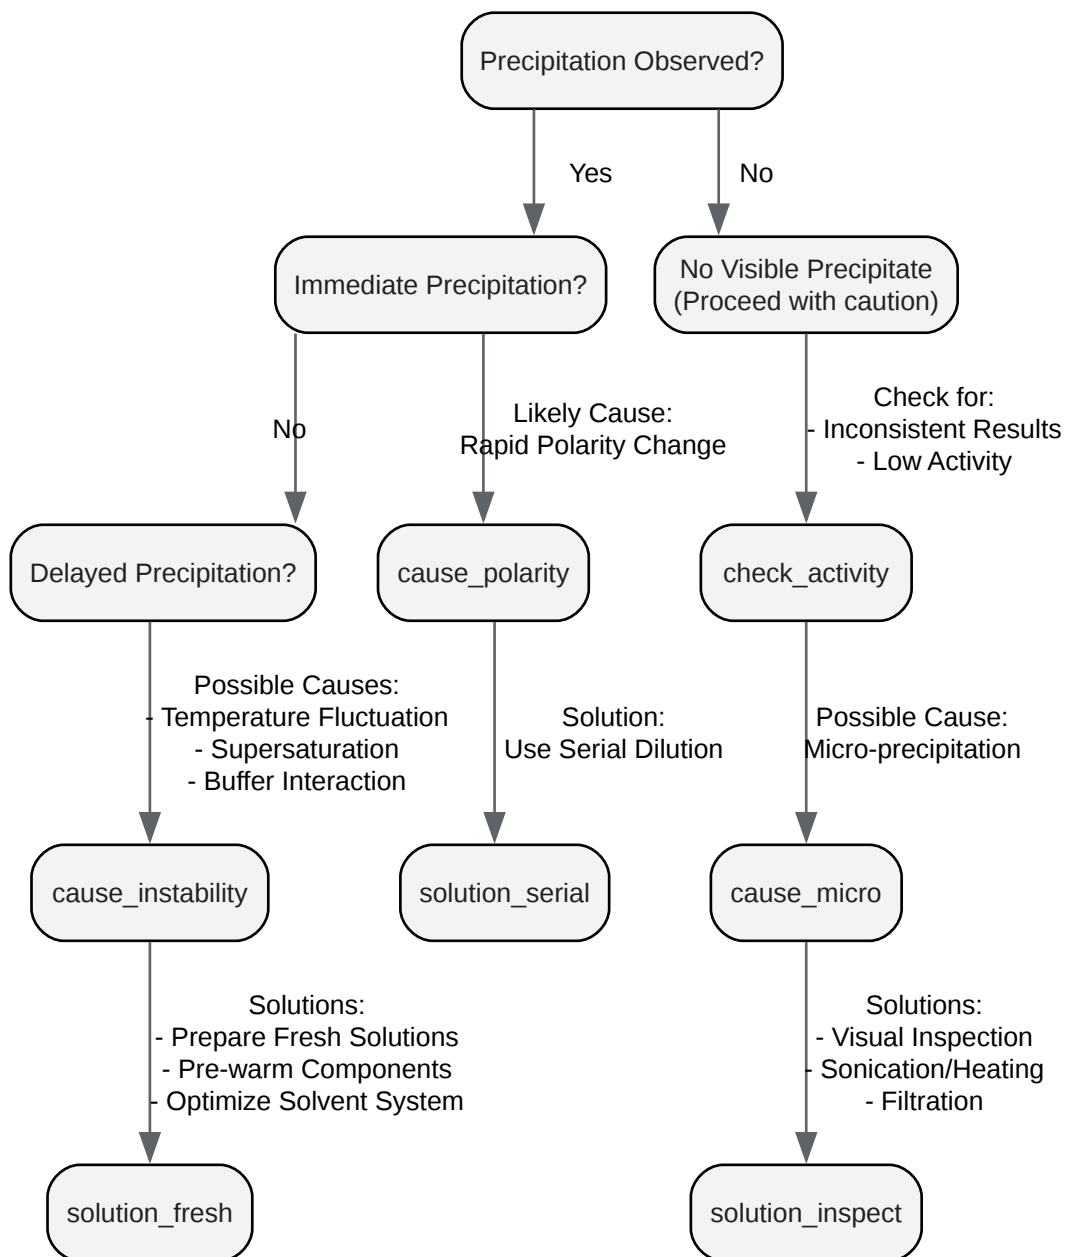 Precipitation Observed?
Yes
No
Immediate Precipitation?
No Visible Precipitate
(Proceed with caution)
No
Likely Cause:
Rapid Polarity Change
Check for:
- Inconsistent Results
- Low Activity
Delayed Precipitation?
cause_polarity
check_activity
Possible Causes:
- Temperature Fluctuation
- Supersaturation
- Buffer Interaction
Solution:
Use Serial Dilution
Possible Cause:
Micro-precipitation
cause_instability
solution_serial
cause_micro
Solutions:
- Prepare Fresh Solutions
- Pre-warm Components
- Optimize Solvent System
Solutions:
- Visual Inspection
- Sonication/Heating
- Filtration
solution_fresh
solution_inspect